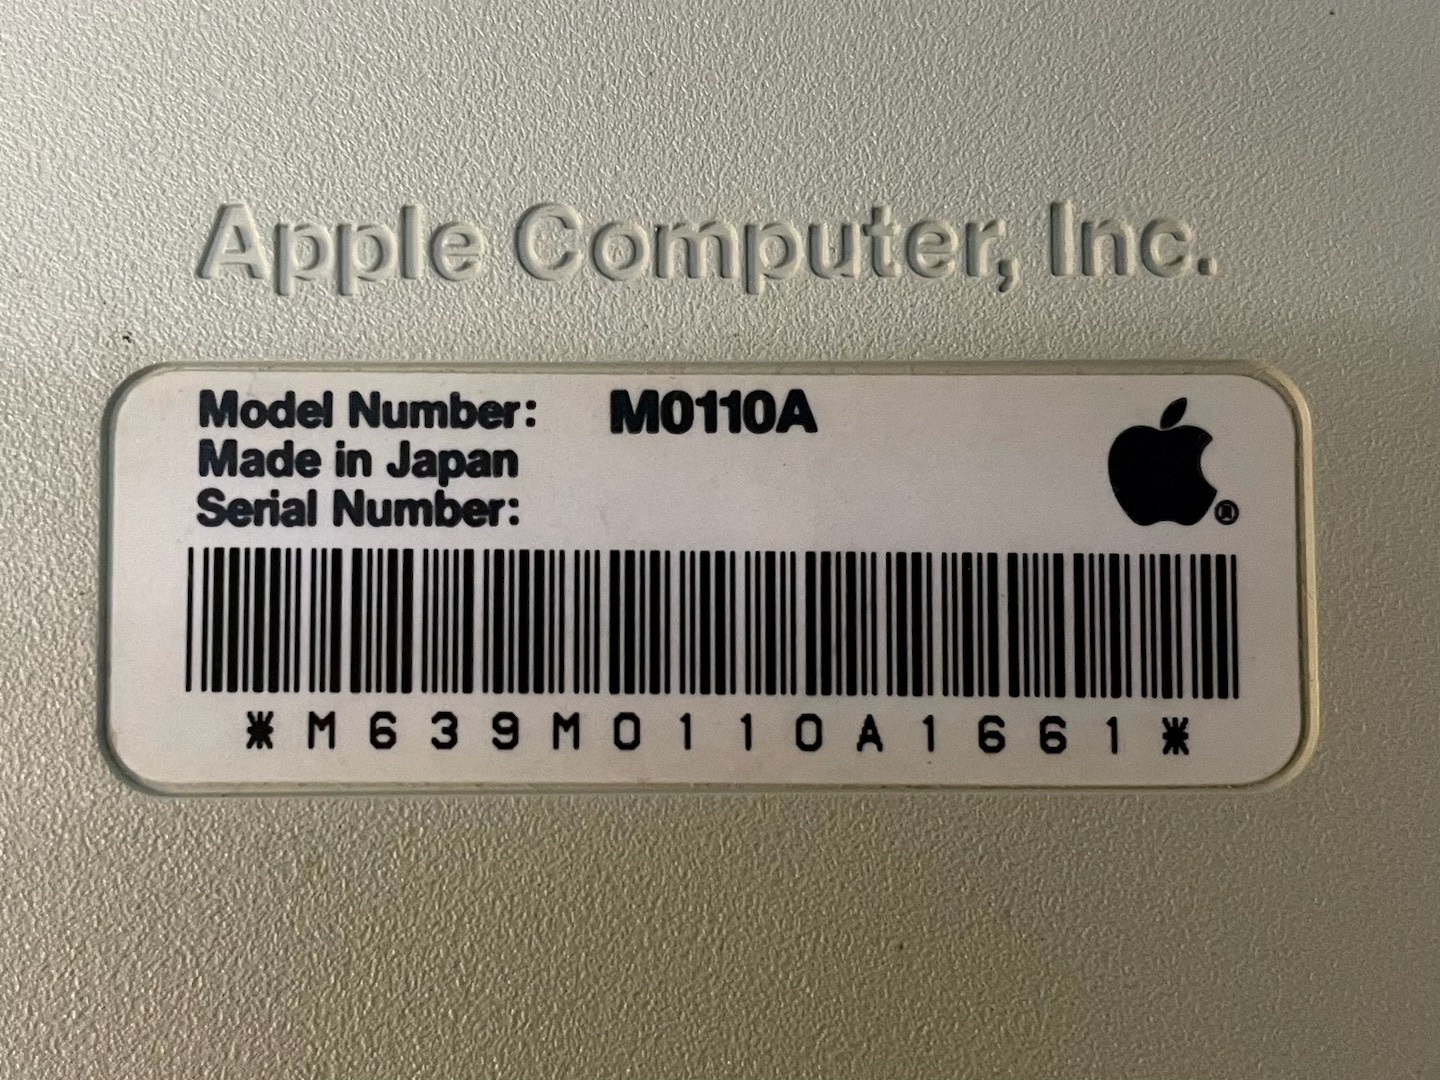 Apple Computer, Inc.
Model Number: M0110A
Made in Japan
Serial Number:
*M639M0110A1661*